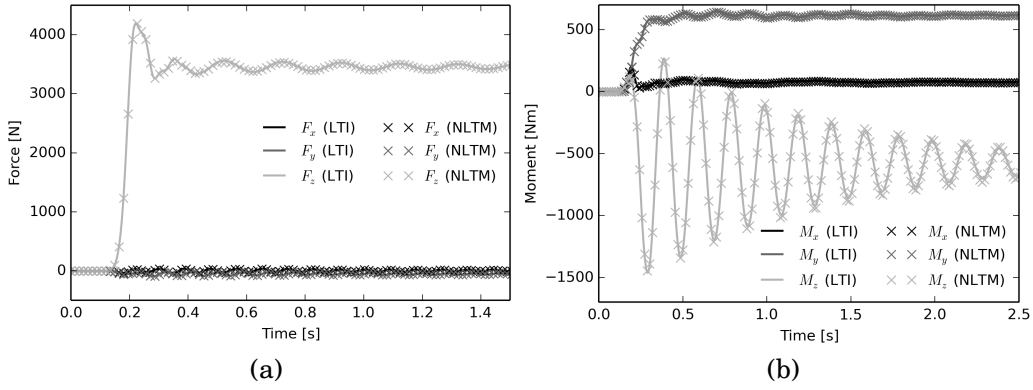 4000
3000
2000
1000
0
Force [N]
F_x (LTI) F_x (NLTM)
F_y (LTI) F_y (NLTM)
F_z (LTI) F_z (NLTM)
0.0 0.2 0.4 0.6 0.8 1.0 1.2 1.4
Time [s]
(a)
500
0
−500
−1000
−1500
Moment [Nm]
M_x (LTI) M_x (NLTM)
M_y (LTI) M_y (NLTM)
M_z (LTI) M_z (NLTM)
0.0 0.5 1.0 1.5 2.0 2.5
Time [s]
(b)